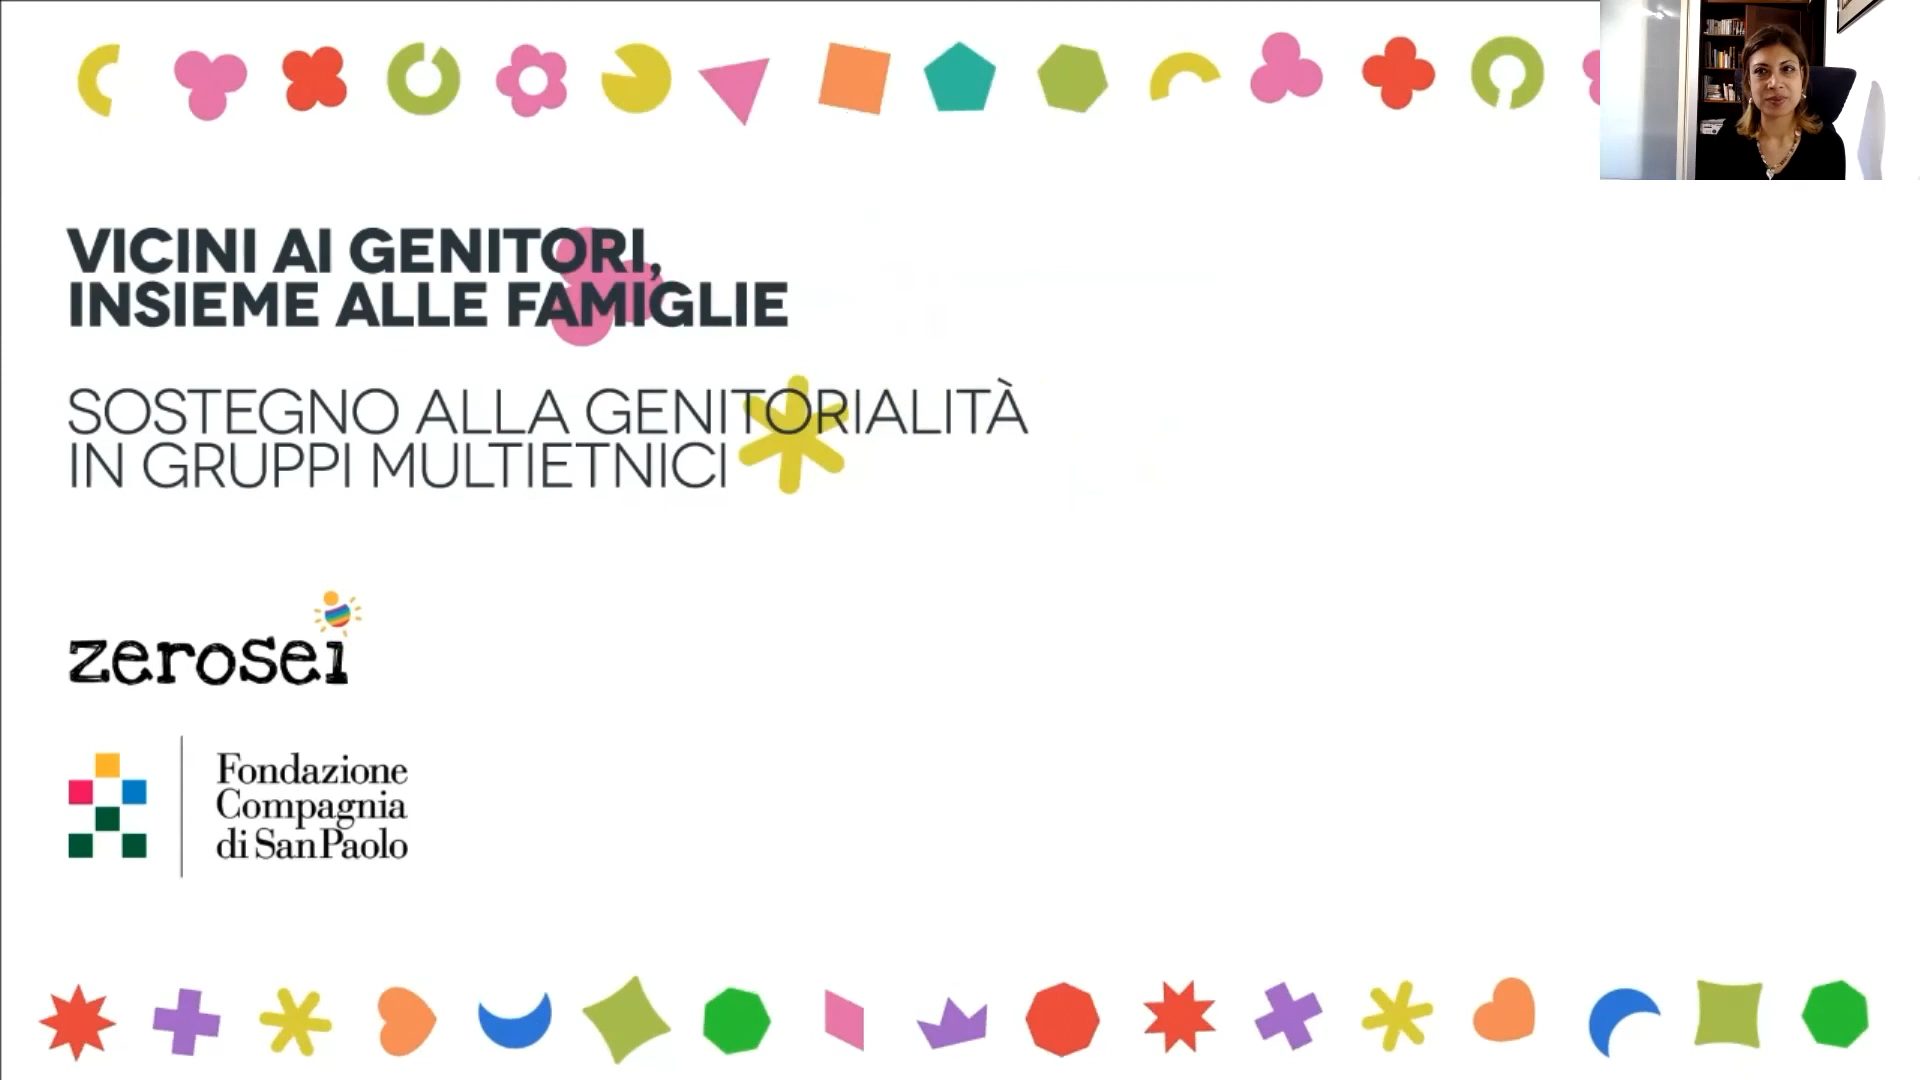 VICINI AI GENITORI,
INSIEME ALLE FAMIGLIE
SOSTEGNO ALLA GENITORIALITÀ
IN GRUPPI MULTIETNICI
zerosei
Fondazione
Compagnia
di San Paolo